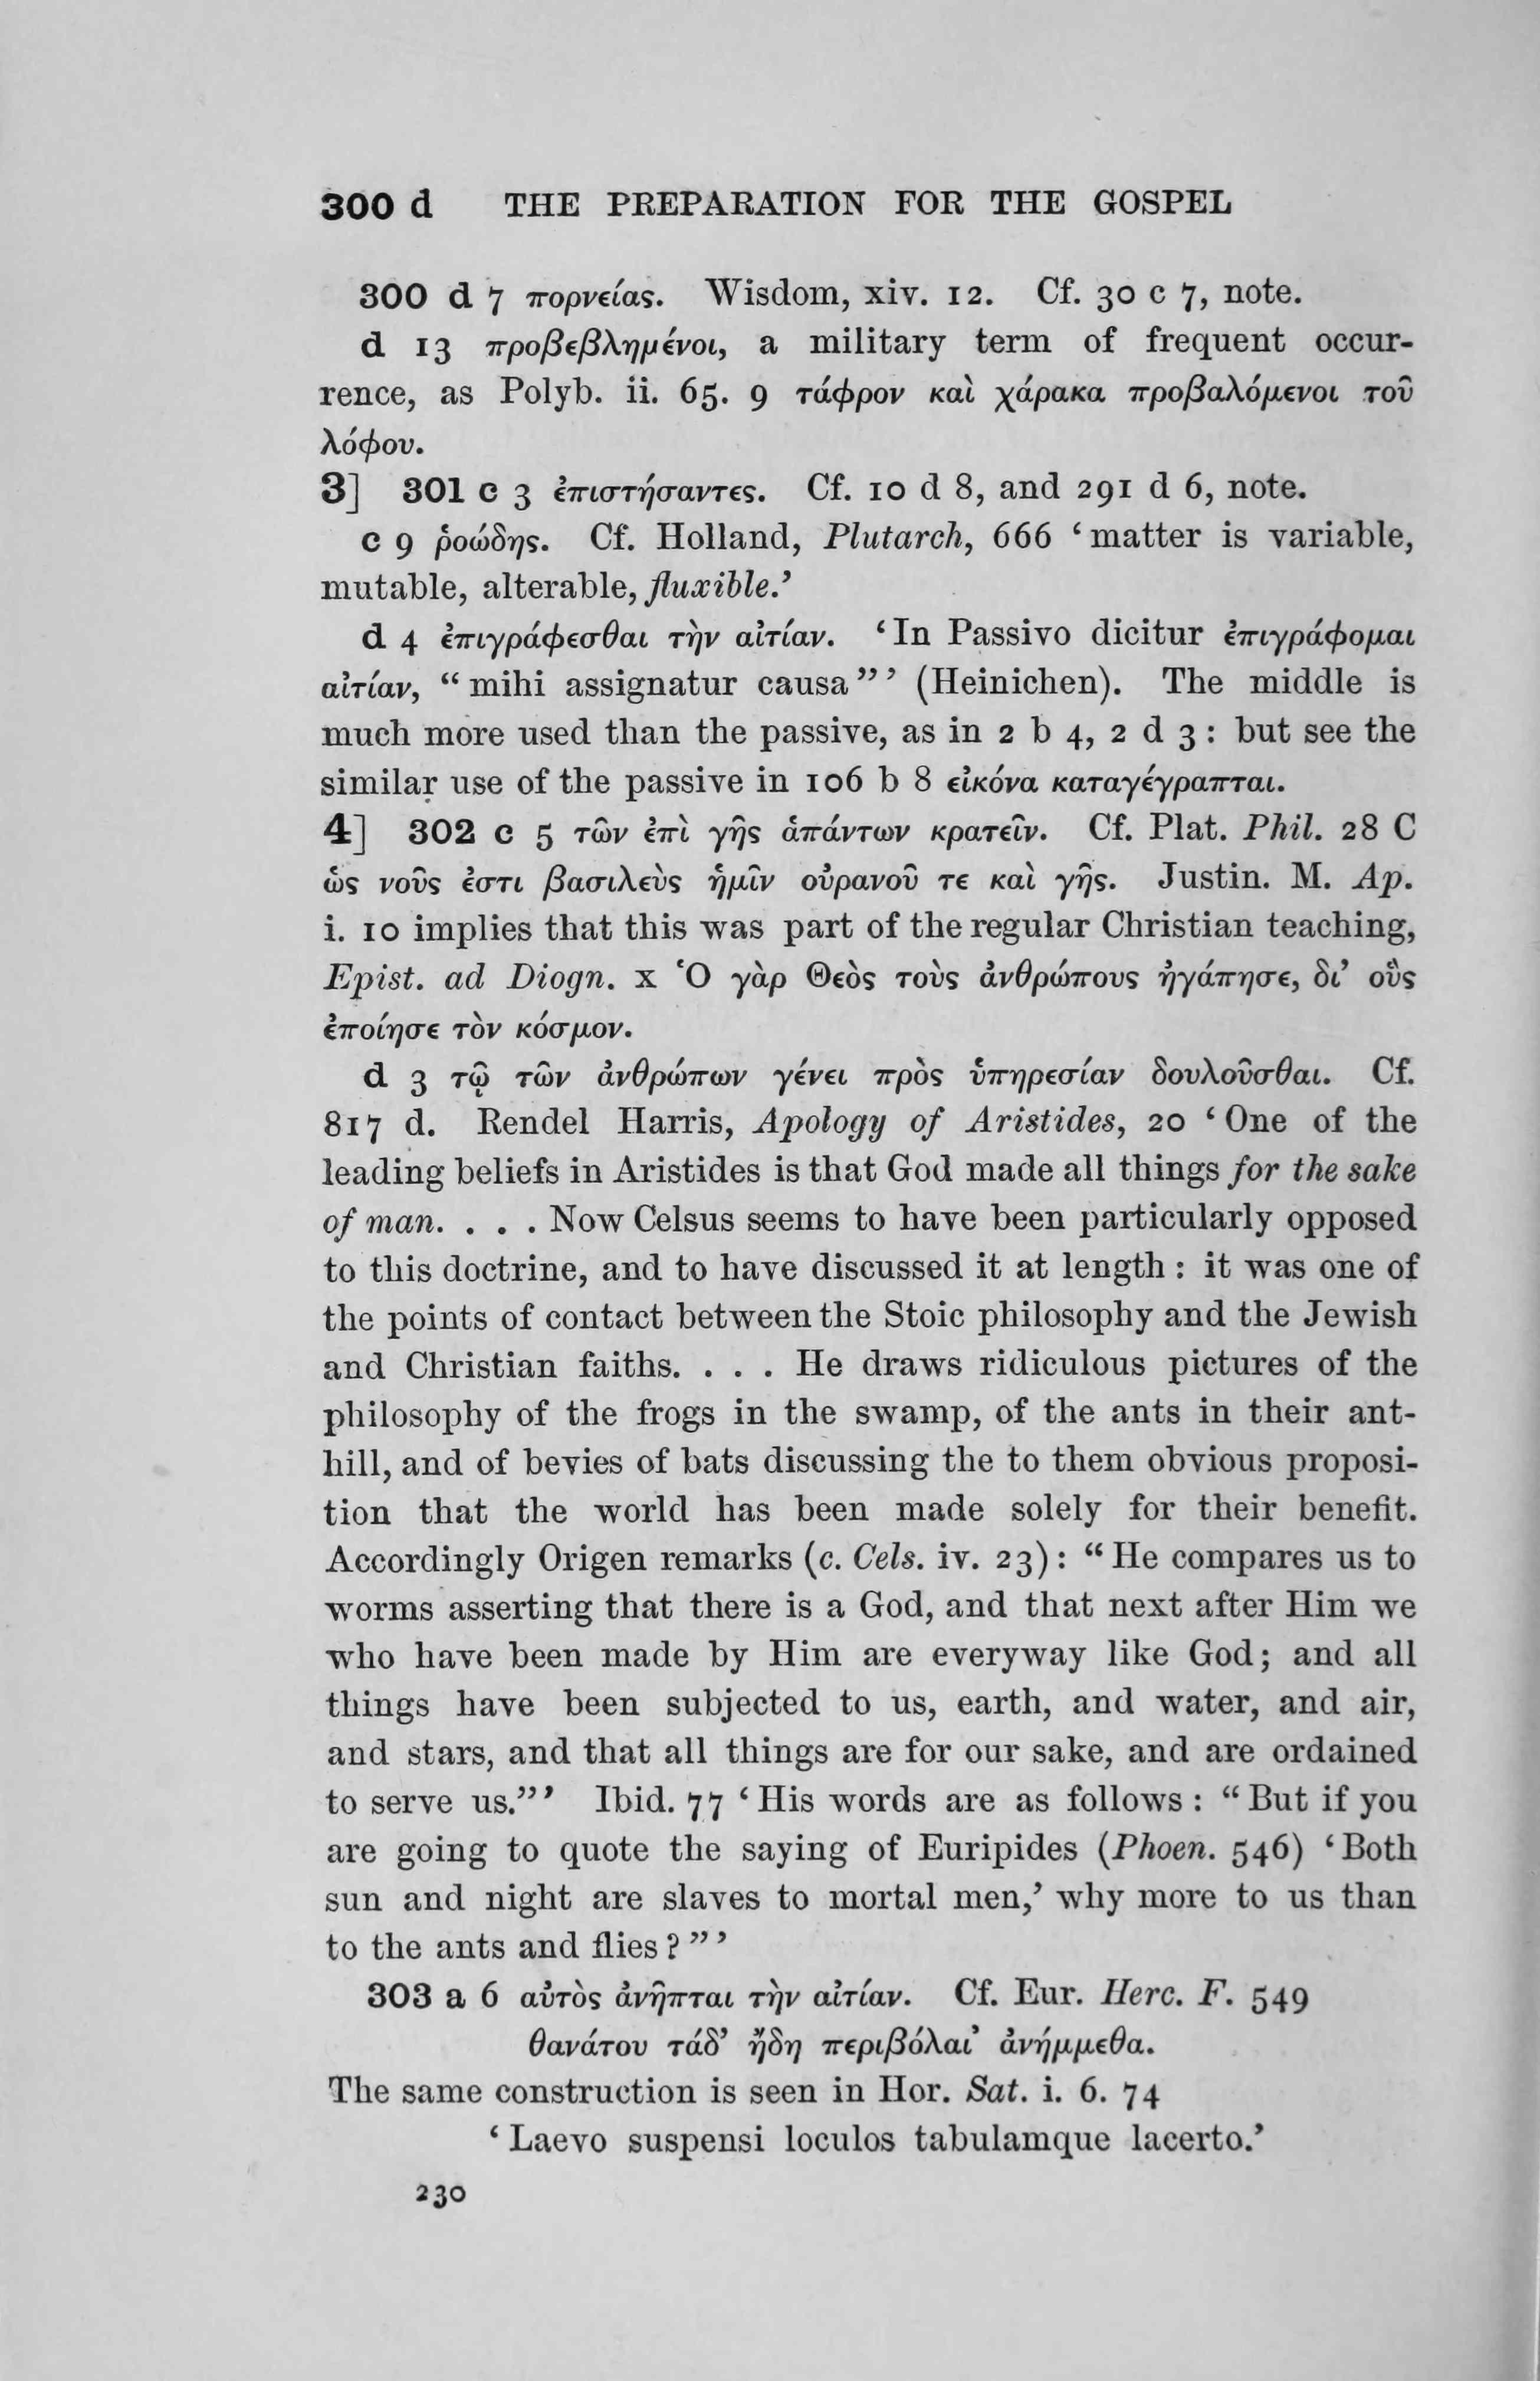 300 d THE PREPARATION FOR THE GOSPEL
300 d 7 πορνείας. Wisdom, xiv. 12. Cf. 30 c 7, note.
d 13 προβεβλημένοι, a military term of frequent occur-
rence, as Polyb. ii. 65. 9 τάφρον καὶ χάρακα προβαλόμενοι τοῦ
λόφου.
3] 301 c 3 ἐπιστήσαντες. Cf. 10 d 8, and 291 d 6, note.
c 9 ῥοώδης. Cf. Holland, Plutarch, 666 ‘matter is variable,
mutable, alterable, fluxible.’
d 4 ἐπιγράφεσθαι τὴν αἰτίαν. ‘In Passivo dicitur ἐπιγράφομαι
αἰτίαν, “mihi assignatur causa”’ (Heinichen). The middle is
much more used than the passive, as in 2 b 4, 2 d 3 : but see the
similar use of the passive in 106 b 8 εἰκόνα καταγέγραπται.
4] 302 c 5 τῶν ἐπὶ γῆς ἁπάντων κρατεῖν. Cf. Plat. Phil. 28 C
ὡς νοῦς ἐστι βασιλεὺς ἡμῖν οὐρανοῦ τε καὶ γῆς. Justin. M. Ap.
i. 10 implies that this was part of the regular Christian teaching,
Epist. ad Diogn. x Ὁ γὰρ Θεὸς τοὺς ἀνθρώπους ἠγάπησε, δι’ οὓς
ἐποίησε τὸν κόσμον.
d 3 τῷ τῶν ἀνθρώπων γένει πρὸς ὑπηρεσίαν δουλοῦσθαι. Cf.
817 d. Rendel Harris, Apology of Aristides, 20 ‘One of the
leading beliefs in Aristides is that God made all things for the sake
of man. . . . Now Celsus seems to have been particularly opposed
to this doctrine, and to have discussed it at length : it was one of
the points of contact between the Stoic philosophy and the Jewish
and Christian faiths. . . . He draws ridiculous pictures of the
philosophy of the frogs in the swamp, of the ants in their ant-
hill, and of bevies of bats discussing the to them obvious proposi-
tion that the world has been made solely for their benefit.
Accordingly Origen remarks (c. Cels. iv. 23) : “He compares us to
worms asserting that there is a God, and that next after Him we
who have been made by Him are everyway like God; and all
things have been subjected to us, earth, and water, and air,
and stars, and that all things are for our sake, and are ordained
to serve us.”’ Ibid. 77 ‘His words are as follows : “But if you
are going to quote the saying of Euripides (Phoen. 546) ‘Both
sun and night are slaves to mortal men,’ why more to us than
to the ants and flies ? ”’
303 a 6 αὐτὸς ἀνῆπται τὴν αἰτίαν. Cf. Eur. Herc. F. 549
θανάτου τάδ’ ἤδη περιβόλαι’ ἀνήμμεθα.
The same construction is seen in Hor. Sat. i. 6. 74
‘Laevo suspensi loculos tabulamque lacerto.’
230